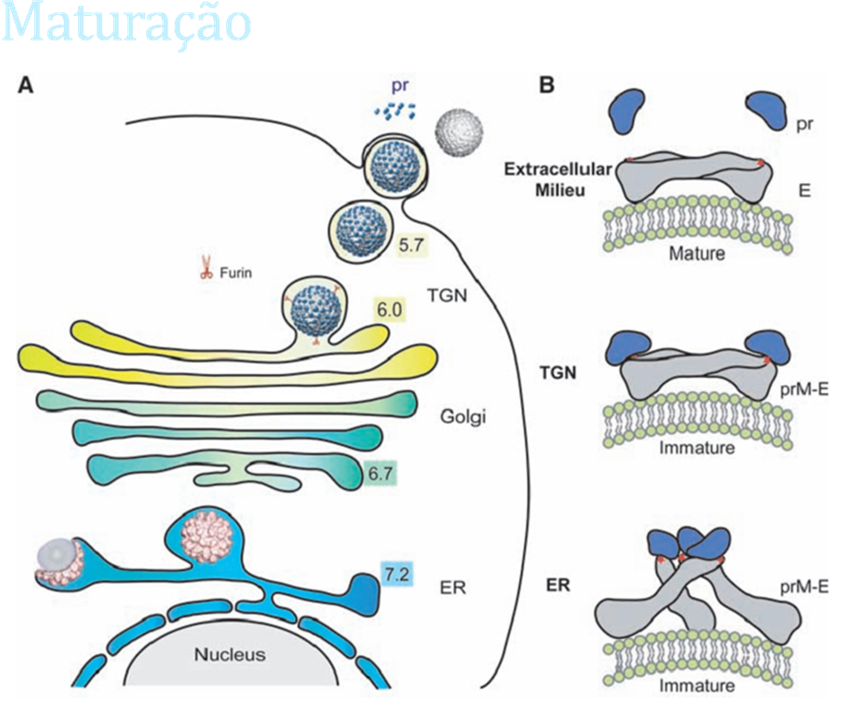 Maturação
A
pr
5.7
Furin
TGN
6.0
Golgi
6.7
7.2
ER
Nucleus
B
pr
Extracellular
Milieu
E
Mature
TGN
prM-E
Immature
ER
prM-E
Immature